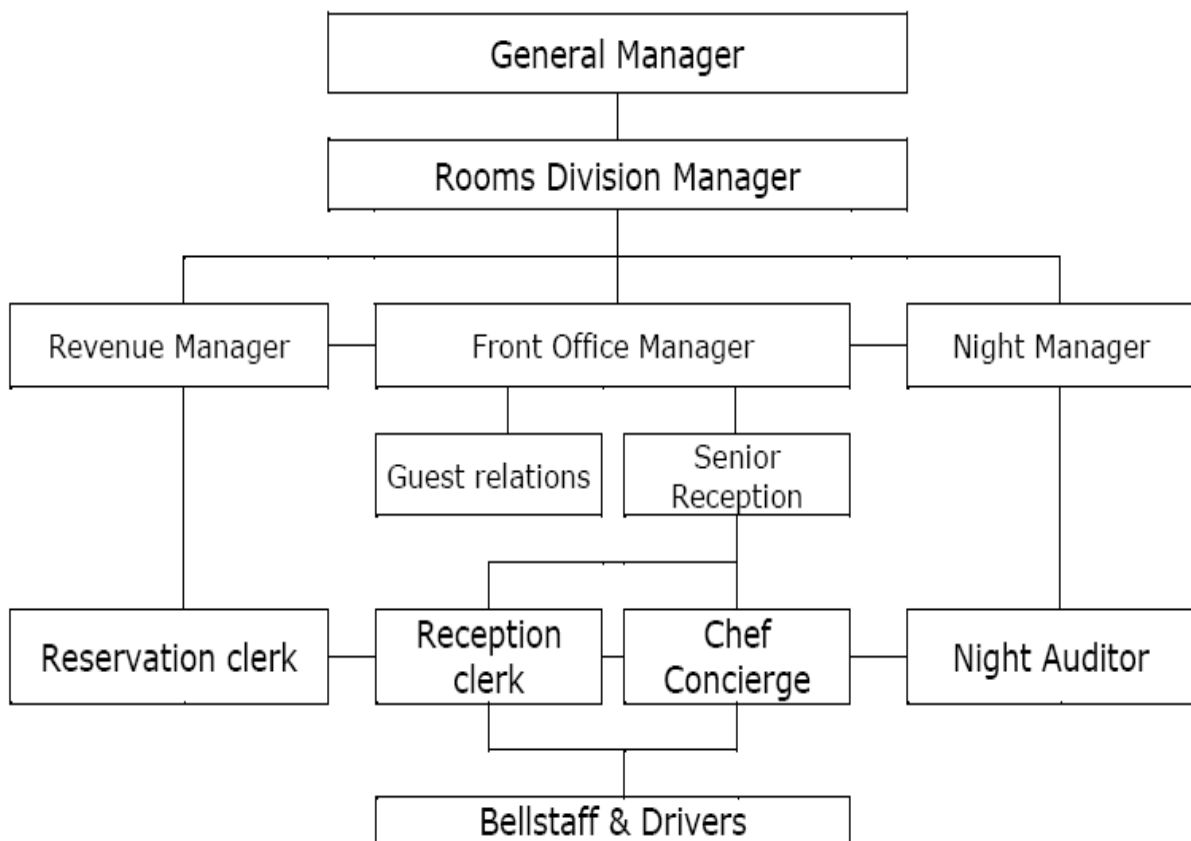 General Manager
Rooms Division Manager
Revenue Manager
Front Office Manager
Night Manager
Guest relations
Senior
Reception
Reservation clerk
Reception
clerk
Chef
Concierge
Night Auditor
Bellstaff & Drivers